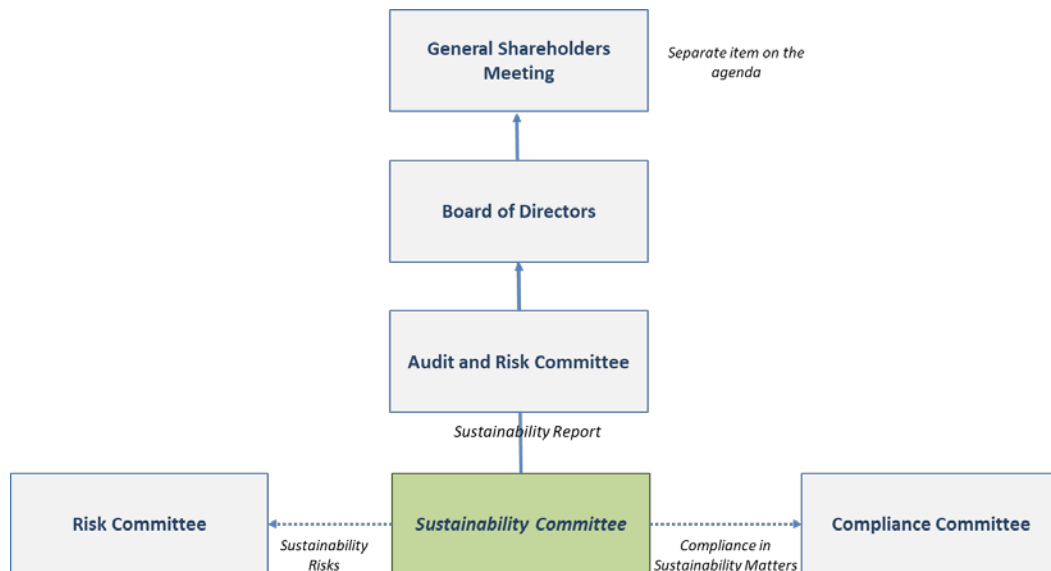 General Shareholders
Meeting
Separate item on the
agenda
Board of Directors
Audit and Risk Committee
Sustainability Report
Risk Committee
Sustainability Committee
Compliance Committee
Sustainability
Risks
Compliance in
Sustainability Matters